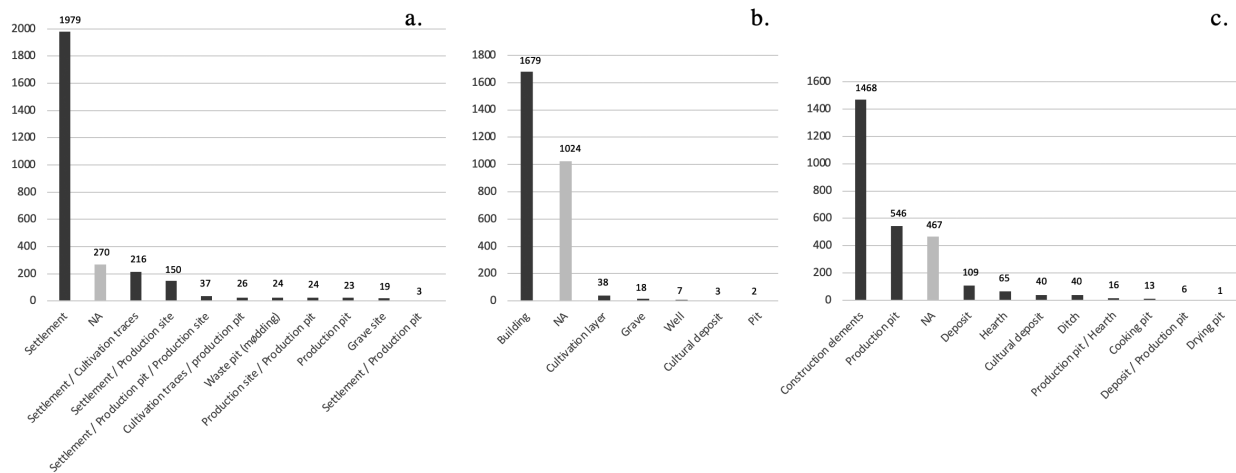 a.
2000
1800
1600
1400
1200
1000
800
600
400
200
0
1979
270
216
150
37
26
24
24
23
19
3
Settlement
NA
Settlement / Cultivation traces
Settlement / Production site
Settlement / Production pit / Production site
Cultivation traces / production pit
Waste pit (mødding)
Production site / Production pit
Production pit
Grave site
Settlement / Production pit
b.
1800
1600
1400
1200
1000
800
600
400
200
0
1679
1024
38
18
7
3
2
Building
NA
Cultivation layer
Grave
Well
Cultural deposit
Pit
c.
1600
1400
1200
1000
800
600
400
200
0
1468
546
467
109
65
40
40
16
13
6
1
Construction elements
Production pit
NA
Deposit
Hearth
Cultural deposit
Ditch
Production pit / Hearth
Cooking pit
Deposit / Production pit
Drying pit